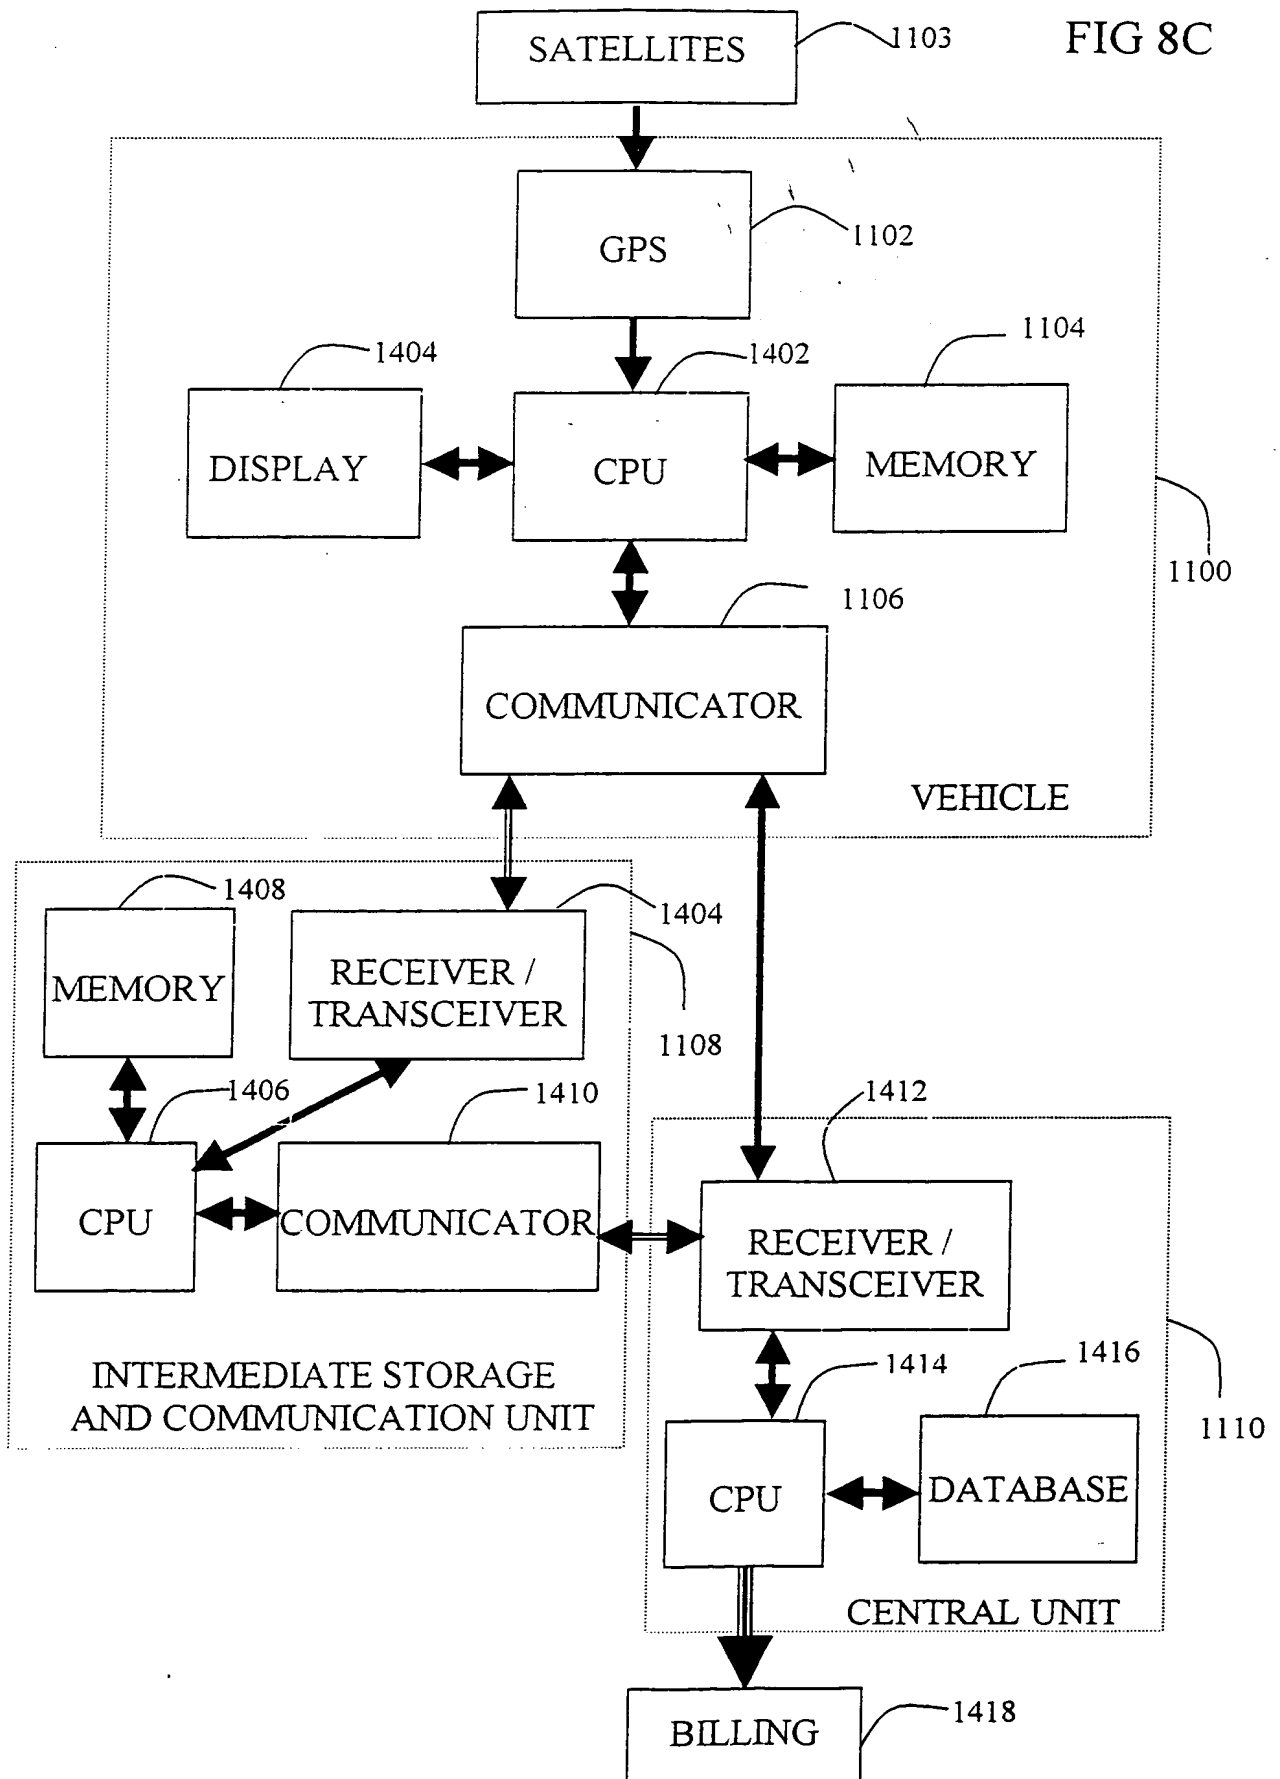 FIG 8C
SATELLITES
1103
GPS
1102
1404
1402
1104
DISPLAY
CPU
MEMORY
1100
1106
COMMUNICATOR
VEHICLE
1408
1404
MEMORY
RECEIVER /
TRANSCEIVER
1108
1406
1410
1412
CPU
COMMUNICATOR
RECEIVER /
TRANSCEIVER
INTERMEDIATE STORAGE
AND COMMUNICATION UNIT
1414
1416
1110
CPU
DATABASE
CENTRAL UNIT
BILLING
1418